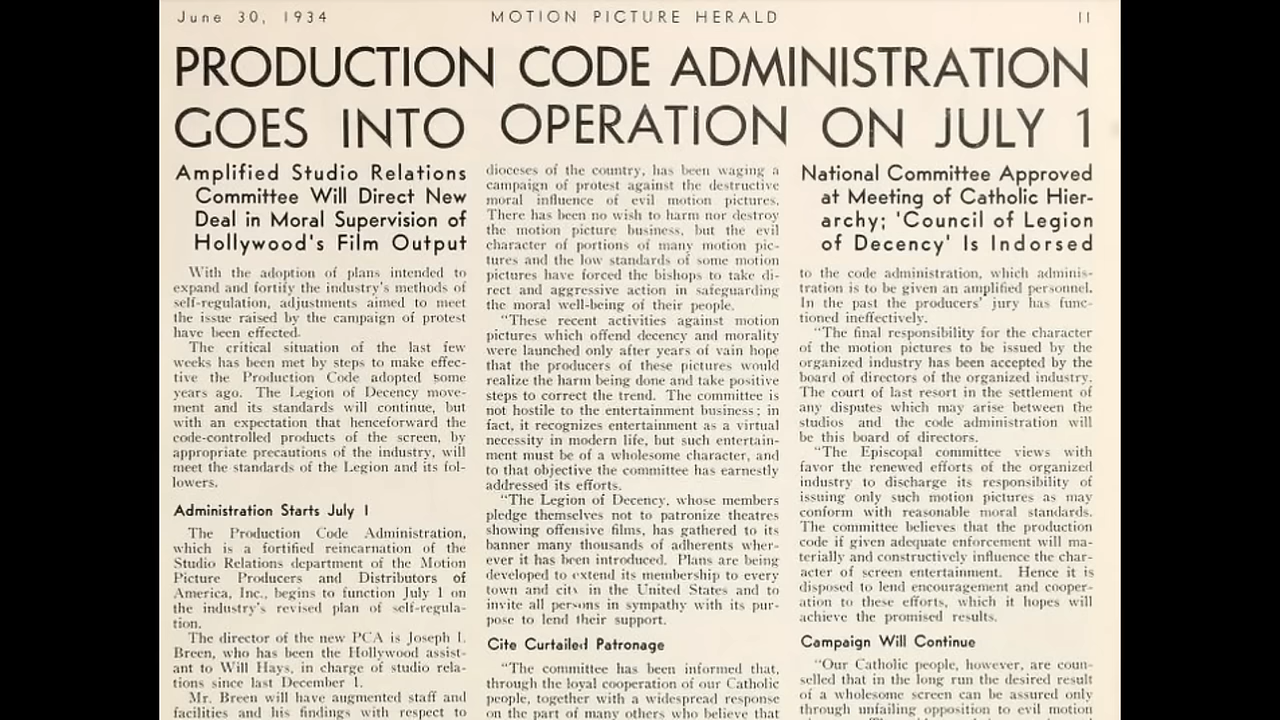 June 30, 1934
MOTION PICTURE HERALD
11
PRODUCTION CODE ADMINISTRATION
GOES INTO OPERATION ON JULY 1
Amplified Studio Relations
Committee Will Direct New
Deal in Moral Supervision of
Hollywood's Film Output
With the adoption of plans intended to
expand and fortify the industry's methods of
self-regulation, adjustments aimed to meet
the issue raised by the campaign of protest
have been effected.
The critical situation of the last few
weeks has been met by steps to make effec-
tive the Production Code adopted some
years ago. The Legion of Decency move-
ment and its standards will continue, but
with an expectation that henceforward the
code-controlled products of the screen, by
appropriate precautions of the industry, will
meet the standards of the Legion and its fol-
lowers.
Administration Starts July 1
The Production Code Administration,
which is a fortified reincarnation of the
Studio Relations department of the Motion
Picture Producers and Distributors of
America, Inc., begins to function July 1 on
the industry's revised plan of self-regula-
tion.
The director of the new PCA is Joseph I.
Breen, who has been the Hollywood assist-
ant to Will Hays, in charge of studio rela-
tions since last December 1.
Mr. Breen will have augmented staff and
facilities and his findings with respect to
dioceses of the country, has been waging a
campaign of protest against the destructive
moral influence of evil motion pictures.
There has been no wish to harm nor destroy
the motion picture business, but the evil
character of portions of many motion pic-
tures and the low standards of some motion
pictures have forced the bishops to take di-
rect and aggressive action in safeguarding
the moral well-being of their people.
"These recent activities against motion
pictures which offend decency and morality
were launched only after years of vain hope
that the producers of these pictures would
realize the harm being done and take positive
steps to correct the trend. The committee is
not hostile to the entertainment business; in
fact, it recognizes entertainment as a virtual
necessity in modern life, but such entertain-
ment must be of a wholesome character, and
to that objective the committee has earnestly
addressed its efforts.
"The Legion of Decency, whose members
pledge themselves not to patronize theatres
showing offensive films, has gathered to its
banner many thousands of adherents wher-
ever it has been introduced. Plans are being
developed to extend its membership to every
town and city in the United States and to
invite all persons in sympathy with its pur-
pose to lend their support.
Cite Curtailed Patronage
"The committee has been informed that,
through the loyal cooperation of our Catholic
people, together with a widespread response
on the part of many others who believe that
National Committee Approved
at Meeting of Catholic Hier-
archy; 'Council of Legion
of Decency' Is Indorsed
to the code administration, which adminis-
tration is to be given an amplified personnel.
In the past the producers' jury has func-
tioned ineffectively.
"The final responsibility for the character
of the motion pictures to be issued by the
organized industry has been accepted by the
board of directors of the organized industry.
The court of last resort in the settlement of
any disputes which may arise between the
studios and the code administration will
be this board of directors.
"The Episcopal committee views with
favor the renewed efforts of the organized
industry to discharge its responsibility of
issuing only such motion pictures as may
conform with reasonable moral standards.
The committee believes that the production
code if given adequate enforcement will ma-
terially and constructively influence the char-
acter of screen entertainment. Hence it is
disposed to lend encouragement and cooper-
ation to these efforts, which it hopes will
achieve the promised results.
Campaign Will Continue
"Our Catholic people, however, are coun-
selled that in the long run the desired result
of a wholesome screen can be assured only
through unfailing opposition to evil motion